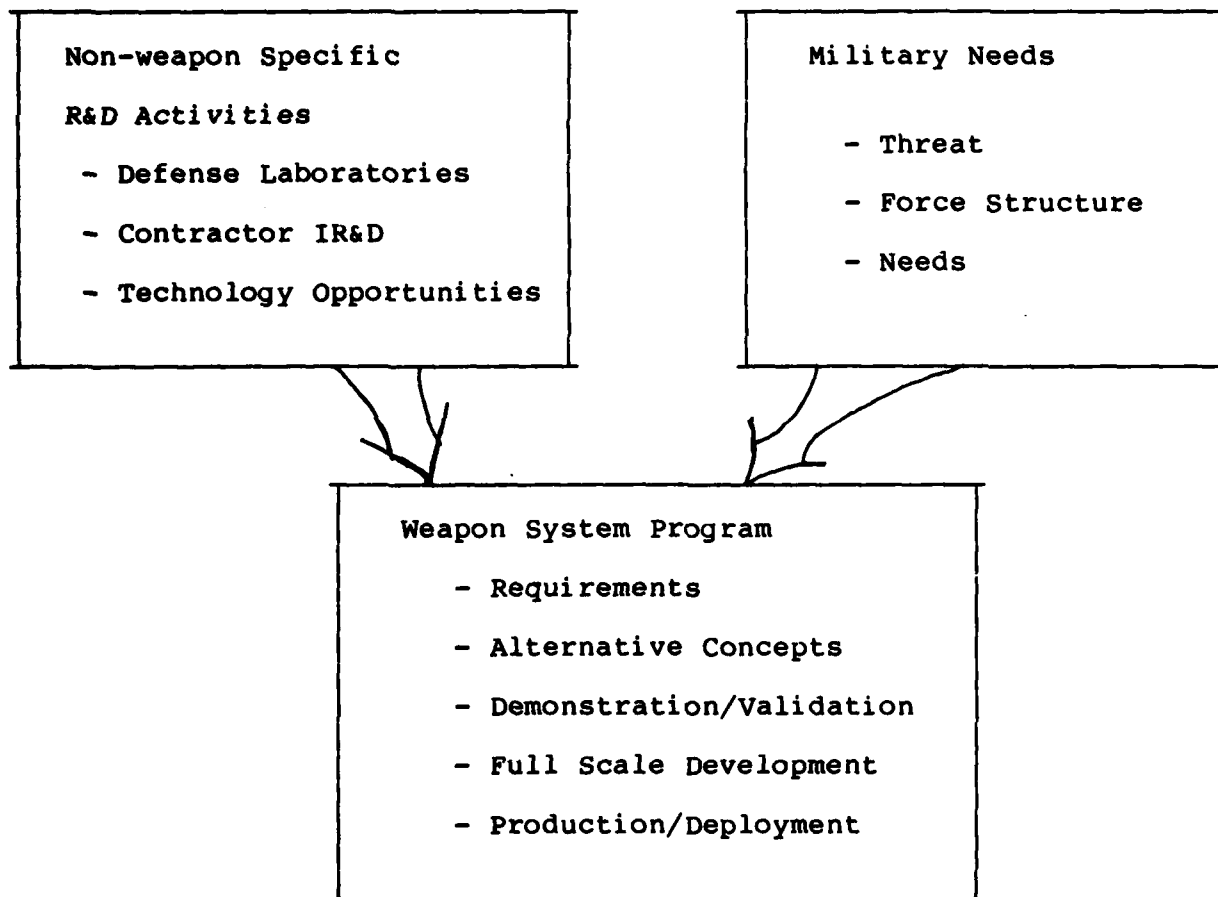 Non-weapon Specific
R&D Activities
- Defense Laboratories
- Contractor IR&D
- Technology Opportunities
Military Needs
- Threat
- Force Structure
- Needs
Weapon System Program
- Requirements
- Alternative Concepts
- Demonstration/Validation
- Full Scale Development
- Production/Deployment